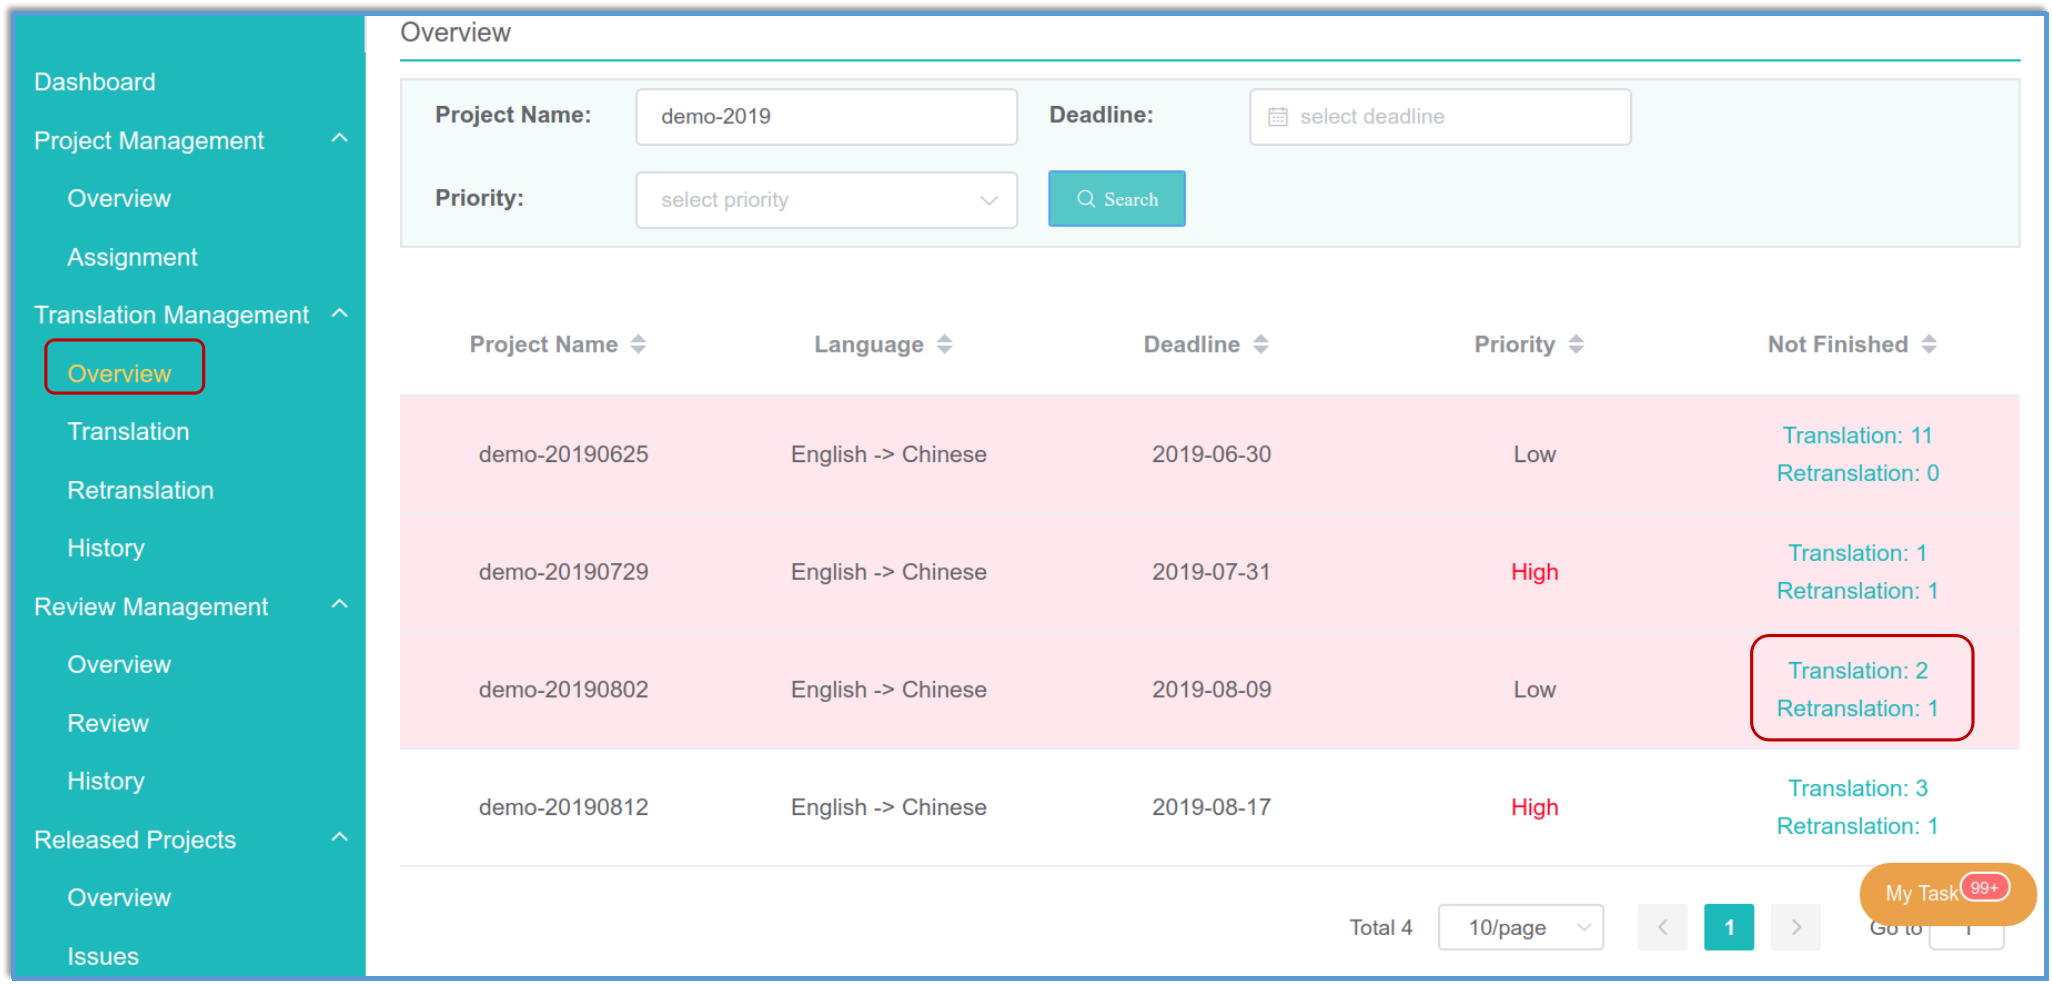 Dashboard
Project Management
Overview
Assignment
Translation Management
Overview
Translation
Retranslation
History
Review Management
Overview
Review
History
Released Projects
Overview
Issues
Overview
Project Name: demo-2019 Deadline: select deadline
Priority: select priority Search
Project Name Language Deadline Priority Not Finished
demo-20190625 English -> Chinese 2019-06-30 Low Translation: 11
Retranslation: 0
demo-20190729 English -> Chinese 2019-07-31 High Translation: 1
Retranslation: 1
demo-20190802 English -> Chinese 2019-08-09 Low Translation: 2
Retranslation: 1
demo-20190812 English -> Chinese 2019-08-17 High Translation: 3
Retranslation: 1
My Task 99+
Total 4 10/page < 1 > Go to 1